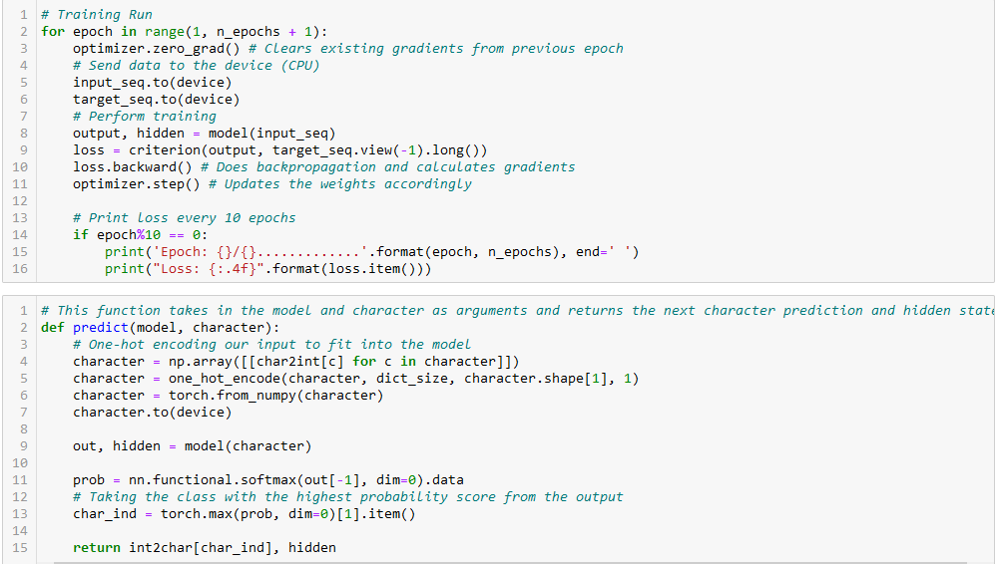 1 # Training Run
2 for epoch in range(1, n_epochs + 1):
3     optimizer.zero_grad() # Clears existing gradients from previous epoch
4     # Send data to the device (CPU)
5     input_seq.to(device)
6     target_seq.to(device)
7     # Perform training
8     output, hidden = model(input_seq)
9     loss = criterion(output, target_seq.view(-1).long())
10     loss.backward() # Does backpropagation and calculates gradients
11     optimizer.step() # Updates the weights accordingly
12
13     # Print loss every 10 epochs
14     if epoch%10 == 0:
15         print('Epoch: {}/{}.............'.format(epoch, n_epochs), end=' ')
16         print("Loss: {:.4f}".format(loss.item()))
1 # This function takes in the model and character as arguments and returns the next character prediction and hidden state
2 def predict(model, character):
3     # One-hot encoding our input to fit into the model
4     character = np.array([[char2int[c] for c in character]])
5     character = one_hot_encode(character, dict_size, character.shape[1], 1)
6     character = torch.from_numpy(character)
7     character.to(device)
8
9     out, hidden = model(character)
10
11     prob = nn.functional.softmax(out[-1], dim=0).data
12     # Taking the class with the highest probability score from the output
13     char_ind = torch.max(prob, dim=0)[1].item()
14
15     return int2char[char_ind], hidden